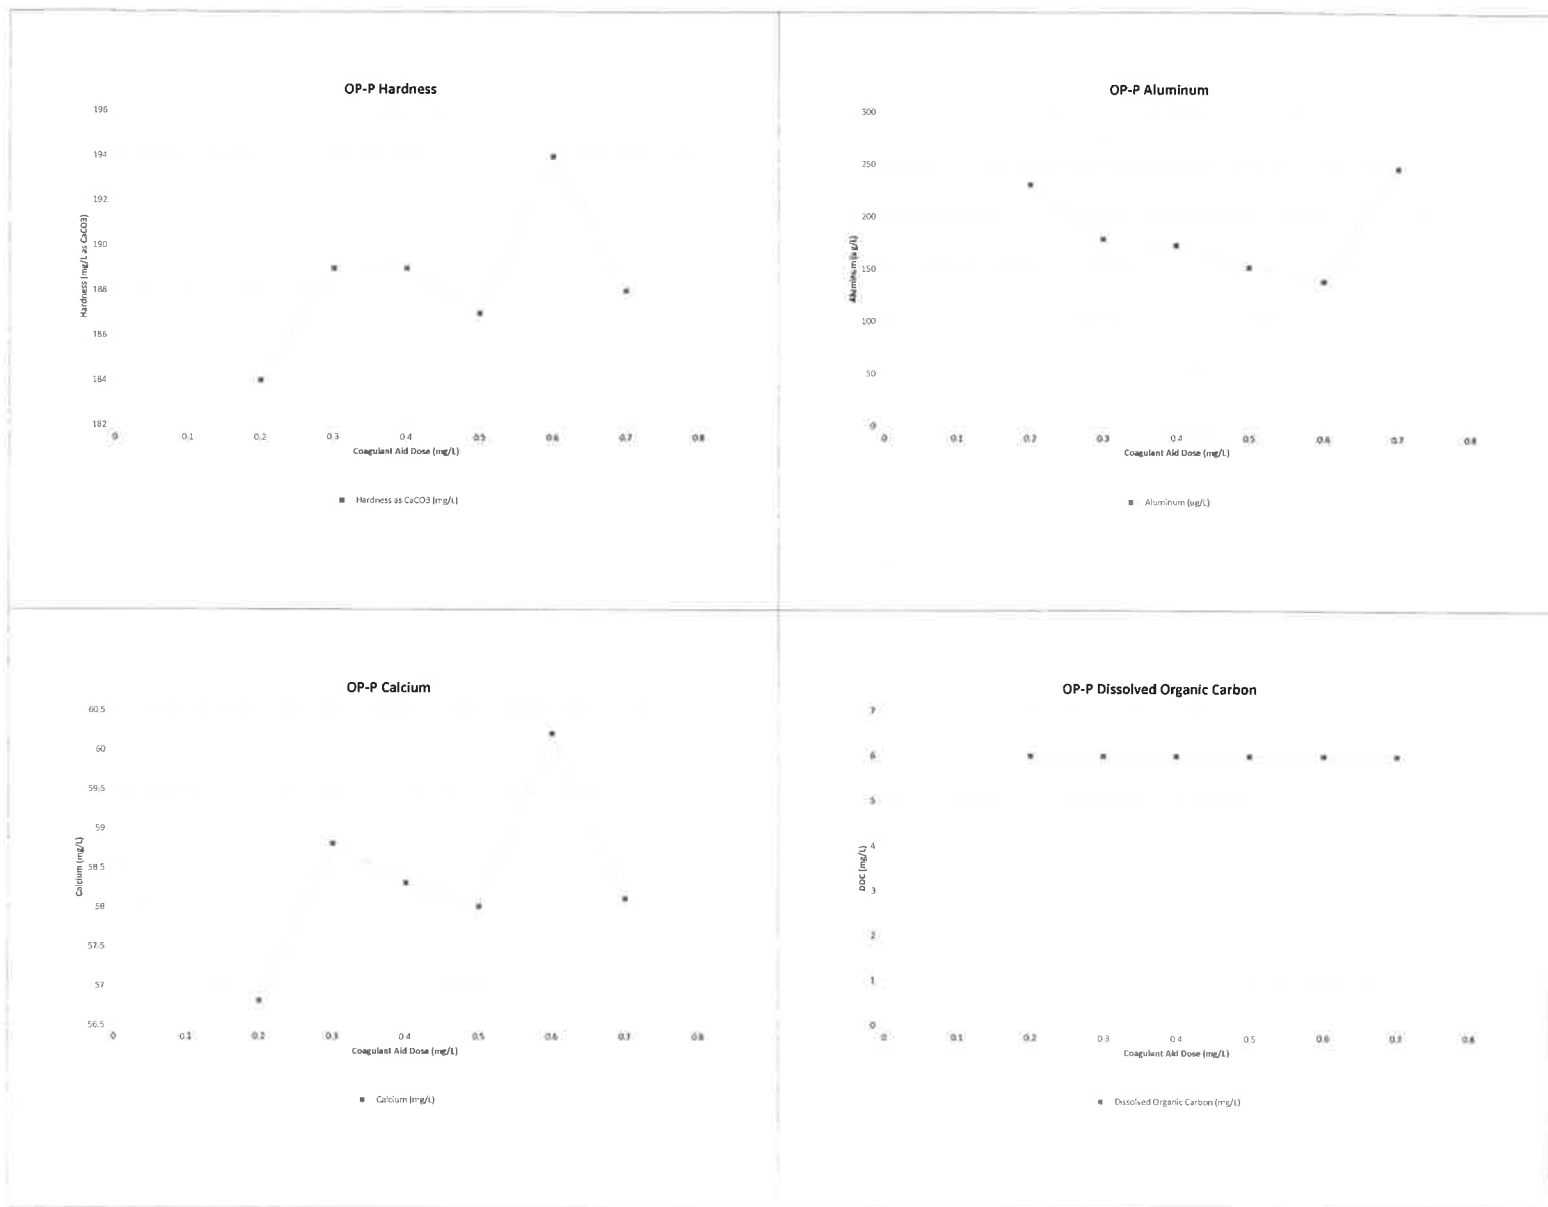 OP-P Hardness
196
194
192
190
188
186
184
182
Hardness (mg/L as CaCO3)
0 0.1 0.2 0.3 0.4 0.5 0.6 0.7 0.8
Coagulant Aid Dose (mg/L)
Hardness as CaCO3 (mg/L)
OP-P Aluminum
300
250
200
150
100
50
0
Aluminum (ug/L)
0 0.1 0.2 0.3 0.4 0.5 0.6 0.7 0.8
Coagulant Aid Dose (mg/L)
Aluminum (ug/L)
OP-P Calcium
60.5
60
59.5
59
58.5
58
57.5
57
56.5
Calcium (mg/L)
0 0.1 0.2 0.3 0.4 0.5 0.6 0.7 0.8
Coagulant Aid Dose (mg/L)
Calcium (mg/L)
OP-P Dissolved Organic Carbon
7
6
5
4
3
2
1
0
DOC (mg/L)
0 0.1 0.2 0.3 0.4 0.5 0.6 0.7 0.8
Coagulant Aid Dose (mg/L)
Dissolved Organic Carbon (mg/L)